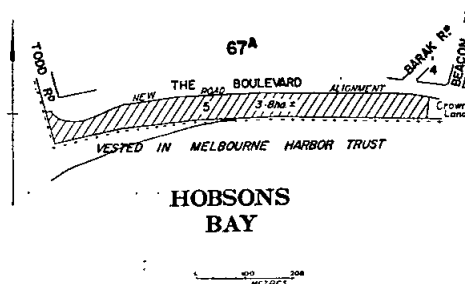 67A
TODD RD
BARAK RD
BEACON
4
THE BOULEVARD
NEW ROAD ALIGNMENT
5
3·8ha ±
Crown
Land
VESTED IN MELBOURNE HARBOR TRUST
HOBSONS
BAY
100 200
METRES